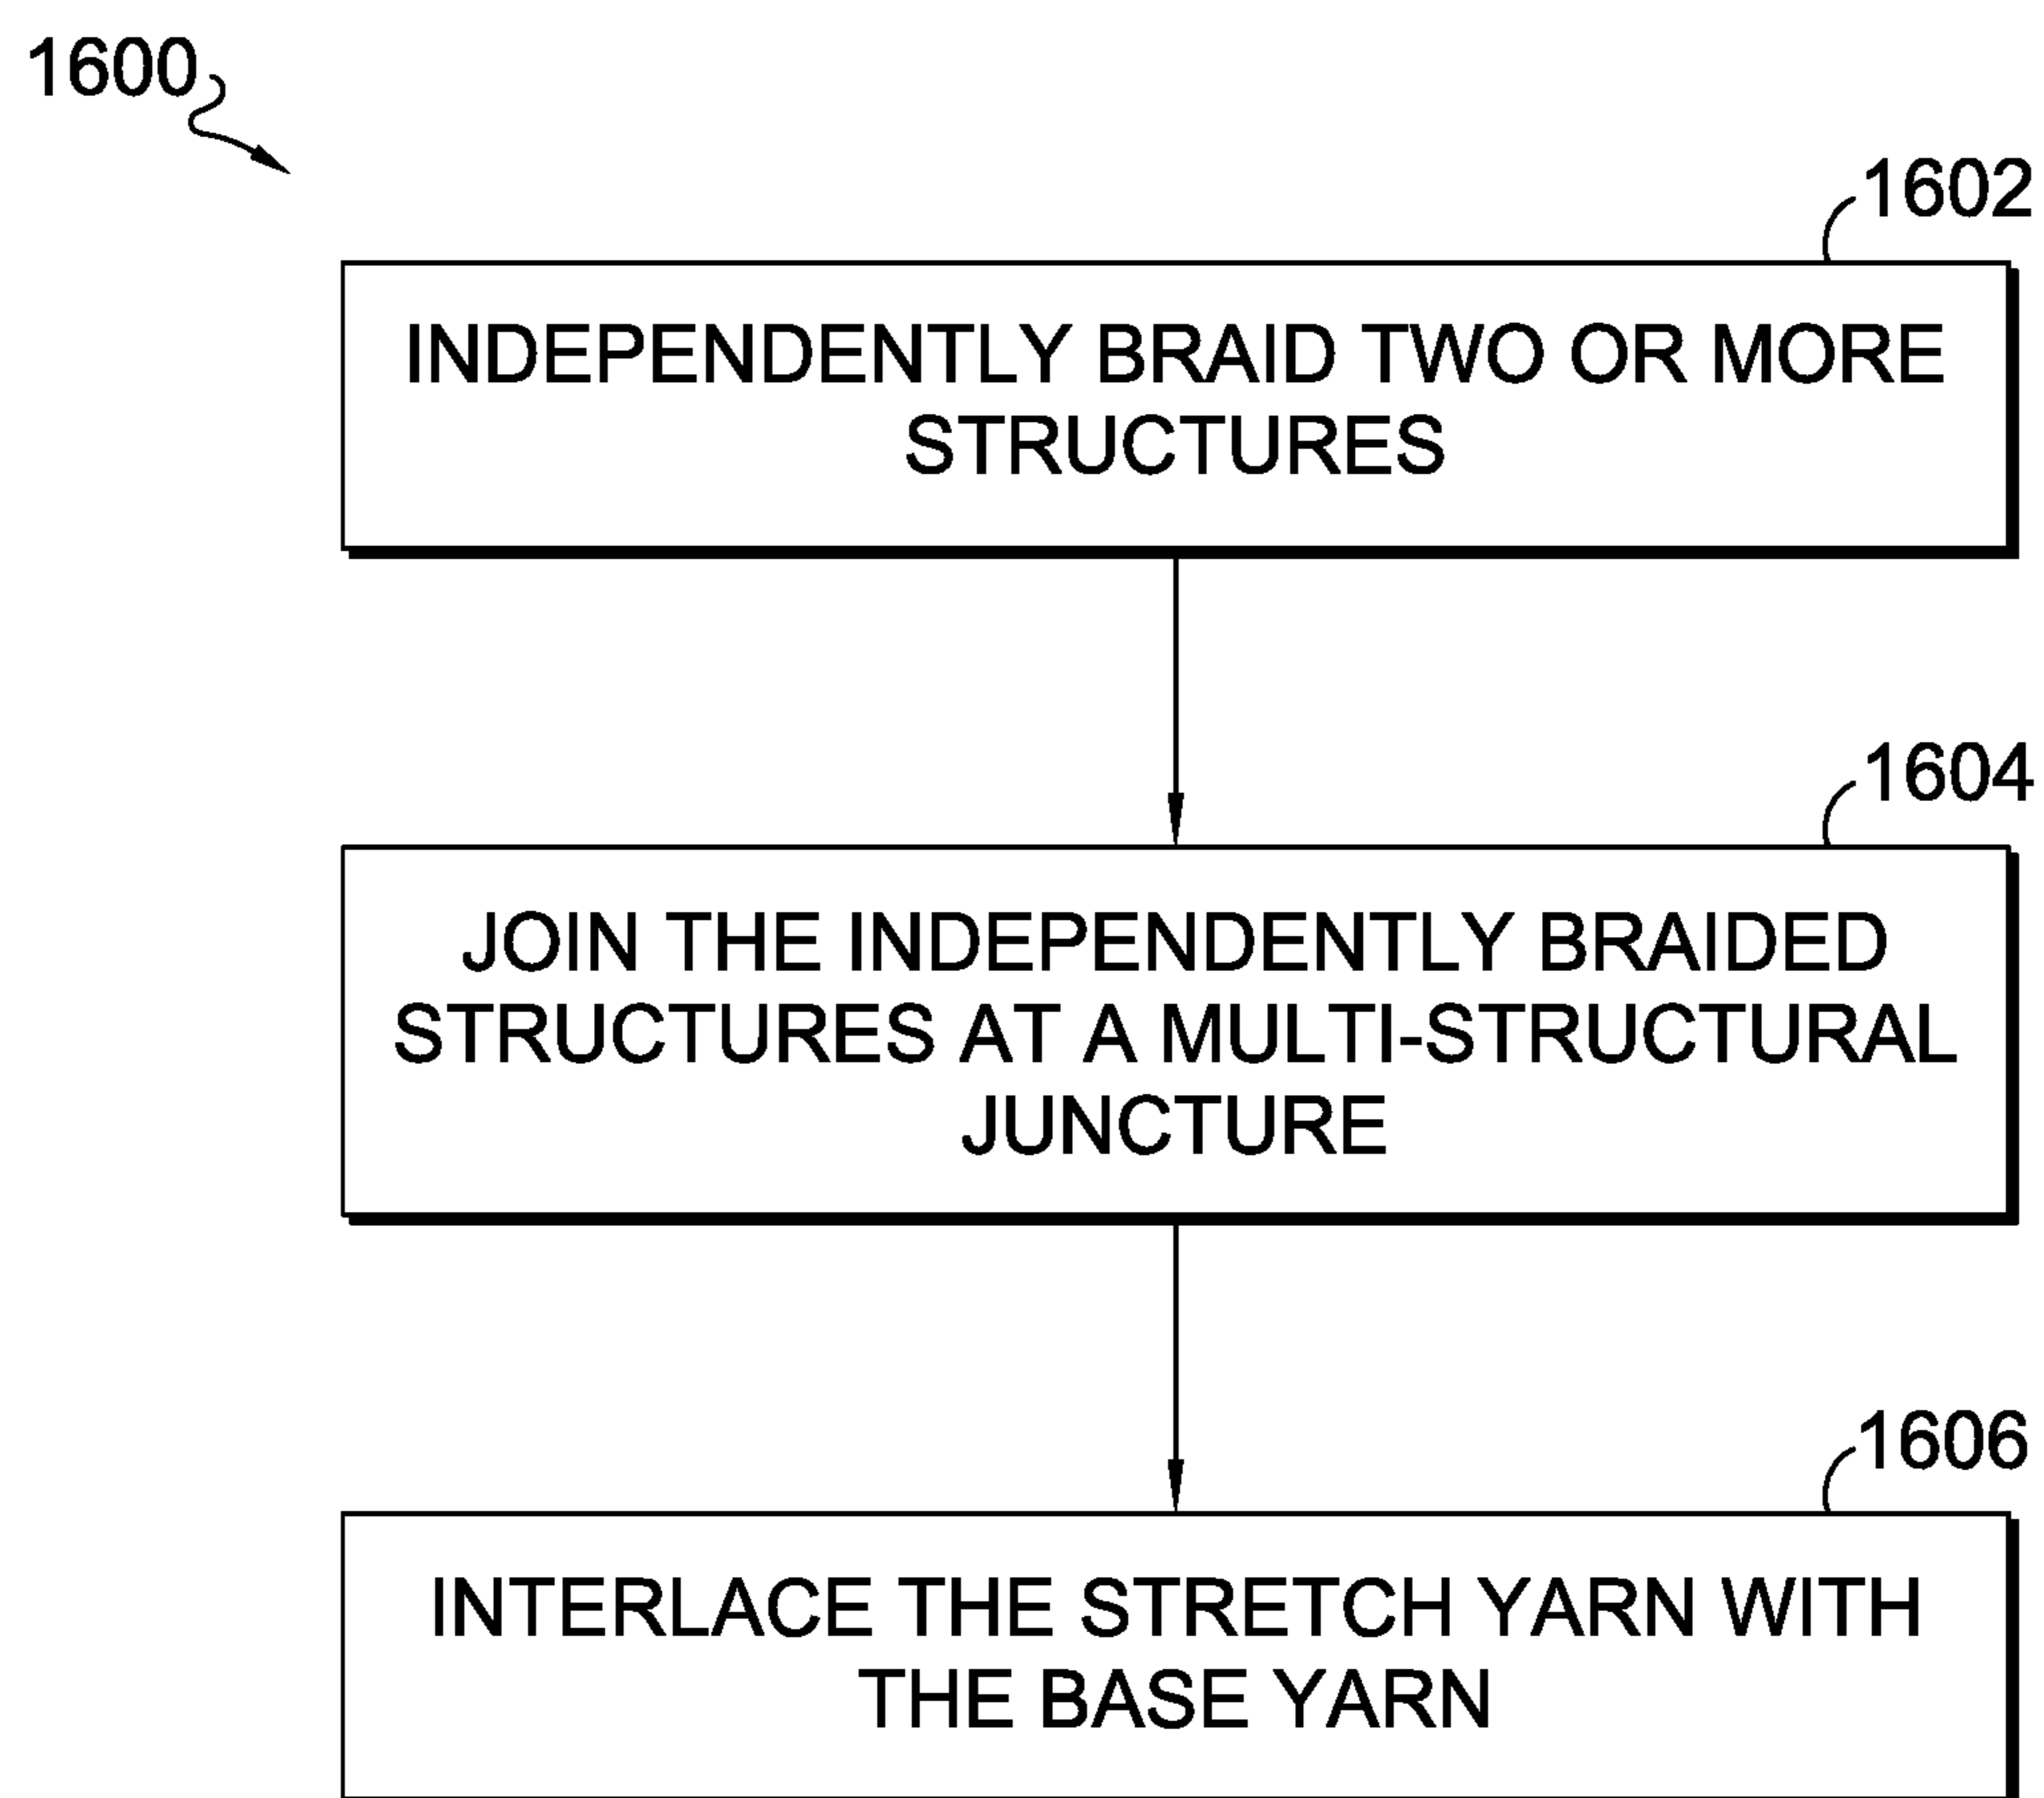 1600
1602
INDEPENDENTLY BRAID TWO OR MORE
STRUCTURES
1604
JOIN THE INDEPENDENTLY BRAIDED
STRUCTURES AT A MULTI-STRUCTURAL
JUNCTURE
1606
INTERLACE THE STRETCH YARN WITH
THE BASE YARN